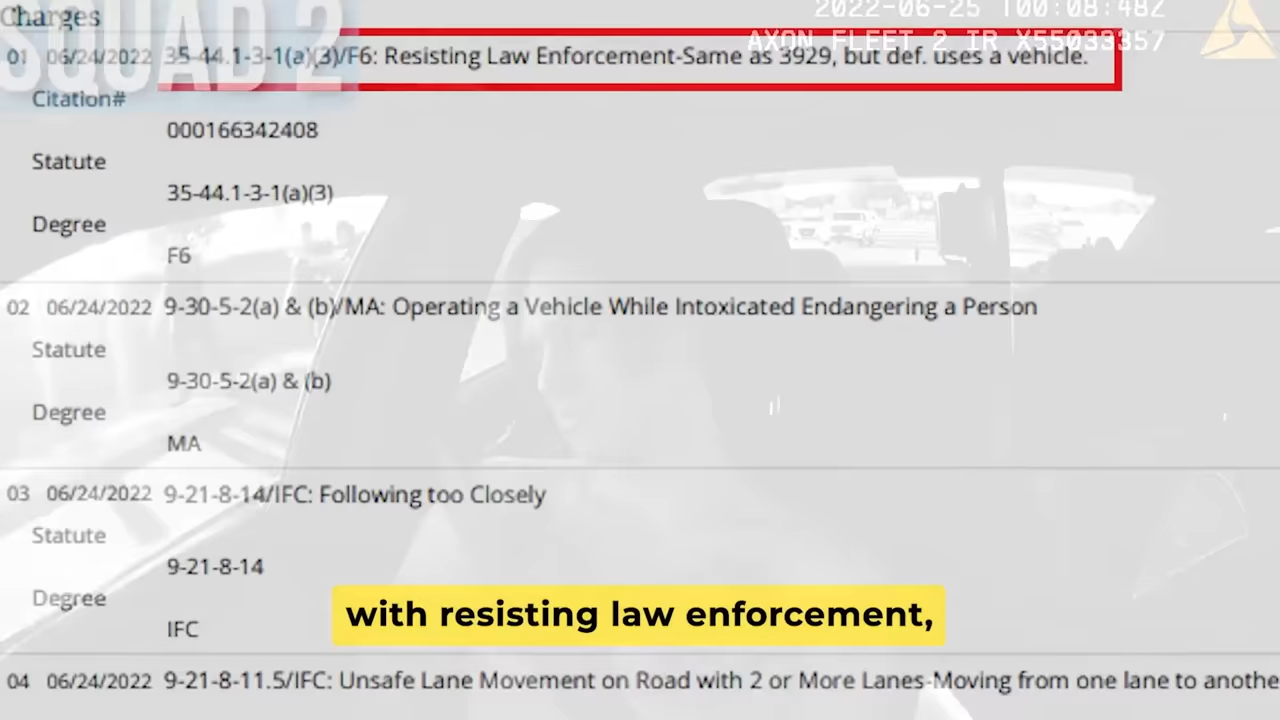 Charges
SQUAD 2
2022-06-25 T00:08:48Z
AXON FLEET 2 IR X55033357
01 06/24/2022 35-44.1-3-1(a)(3)/F6: Resisting Law Enforcement-Same as 3929, but def. uses a vehicle.
Citation#
000166342408
Statute
35-44.1-3-1(a)(3)
Degree
F6
02 06/24/2022 9-30-5-2(a) & (b)/MA: Operating a Vehicle While Intoxicated Endangering a Person
Statute
9-30-5-2(a) & (b)
Degree
MA
03 06/24/2022 9-21-8-14/IFC: Following too Closely
Statute
9-21-8-14
Degree
IFC
with resisting law enforcement,
04 06/24/2022 9-21-8-11.5/IFC: Unsafe Lane Movement on Road with 2 or More Lanes-Moving from one lane to anothe